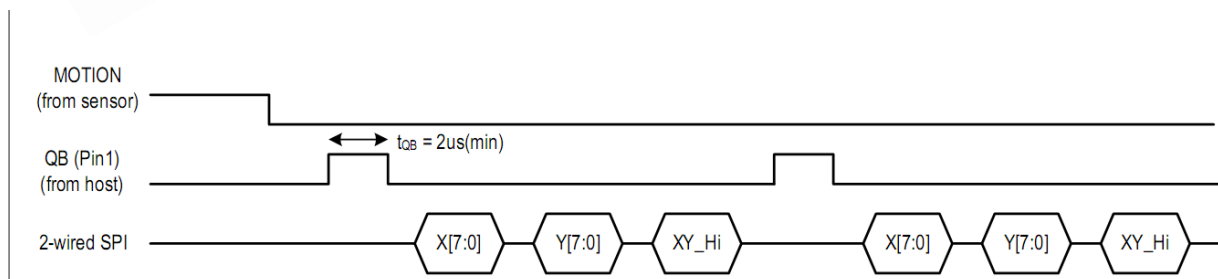 MOTION
(from sensor)
tQB = 2us(min)
QB (Pin1)
(from host)
2-wired SPI
X[7:0]
Y[7:0]
XY_Hi
X[7:0]
Y[7:0]
XY_Hi